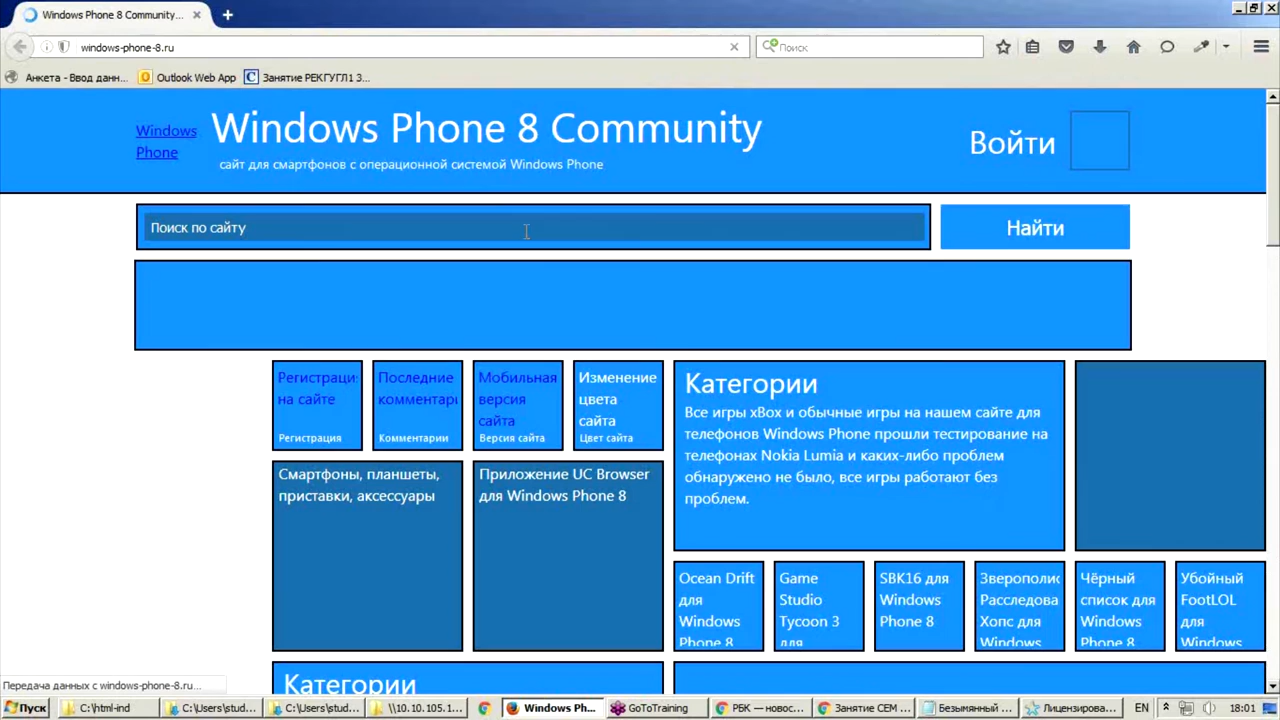 Windows Phone 8 Community...
windows-phone-8.ru
Поиск
Анкета - Ввод данн...
Outlook Web App
Занятие РЕКГУГЛ1 3...
Windows
Phone
Windows Phone 8 Community
сайт для смартфонов с операционной системой Windows Phone
Войти
Поиск по сайту
Найти
Регистраци
на сайте
Регистрация
Последние
комментар
Комментарии
Мобильная
версия
сайта
Версия сайта
Изменение
цвета
сайта
Цвет сайта
Категории
Все игры xBox и обычные игры на нашем сайте для
телефонов Windows Phone прошли тестирование на
телефонах Nokia Lumia и каких-либо проблем
обнаружено не было, все игры работают без
проблем.
Смартфоны, планшеты,
приставки, аксессуары
Приложение UC Browser
для Windows Phone 8
Ocean Drift
для
Windows
Phone 8
Game
Studio
Tycoon 3
для
SBK16 для
Windows
Phone 8
Зверополис
Расследова
Хопс для
Windows
Чёрный
список для
Windows
Phone 8
Убойный
FootLOL
для
Windows
Категории
Передача данных с windows-phone-8.ru...
Пуск
C:\html-ind
C:\Users\stud...
C:\Users\stud...
\\10.10.105.1...
Windows Ph...
GoToTraining
РБК — новос...
Занятие СЕМ ...
Безымянный ...
Лицензирова...
EN
18:01